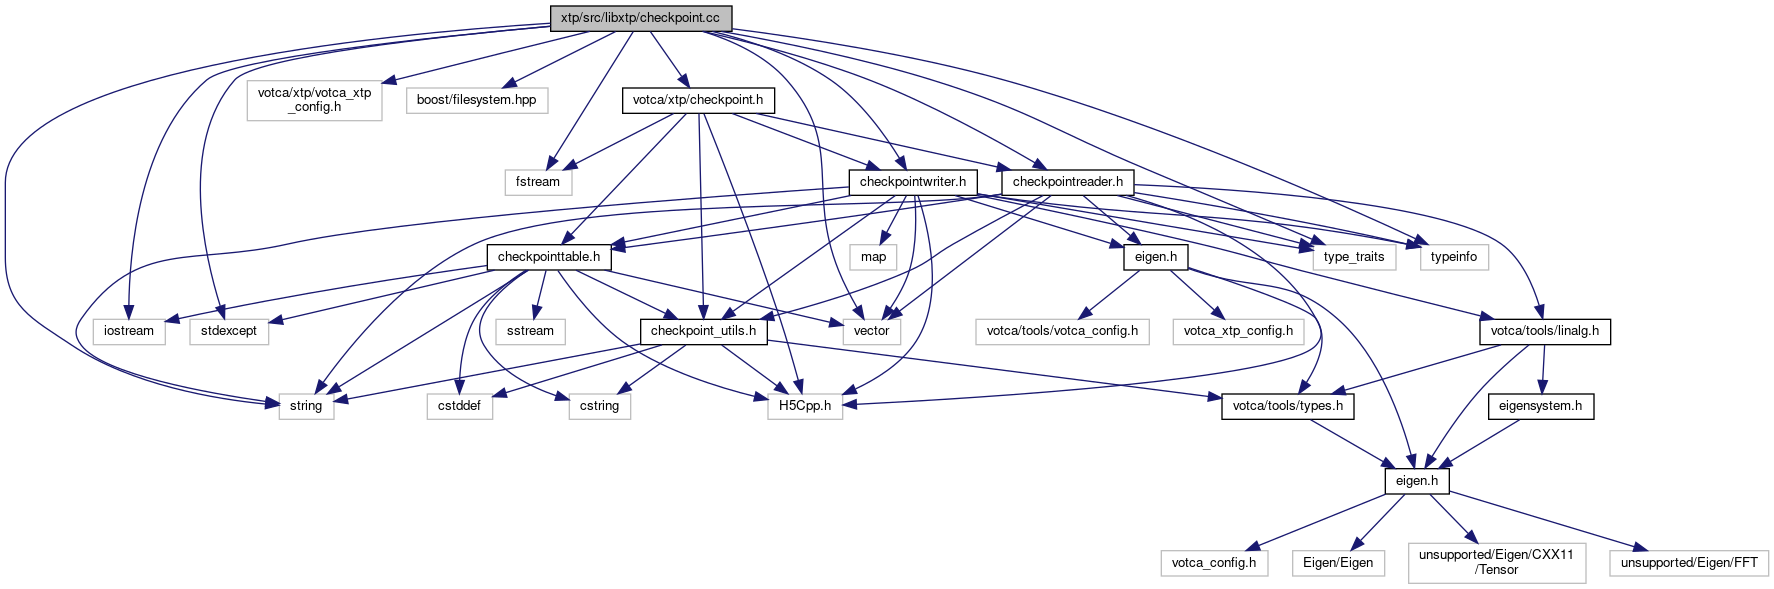 xtp/src/libxtp/checkpoint.cc
votca/xtp/votca_xtp
_config.h
boost/filesystem.hpp
votca/xtp/checkpoint.h
fstream
checkpointwriter.h
checkpointreader.h
checkpointtable.h
map
eigen.h
type_traits
typeinfo
iostream
stdexcept
sstream
checkpoint_utils.h
vector
votca/tools/votca_config.h
votca_xtp_config.h
votca/tools/linalg.h
string
cstddef
cstring
H5Cpp.h
votca/tools/types.h
eigensystem.h
eigen.h
votca_config.h
Eigen/Eigen
unsupported/Eigen/CXX11
/Tensor
unsupported/Eigen/FFT